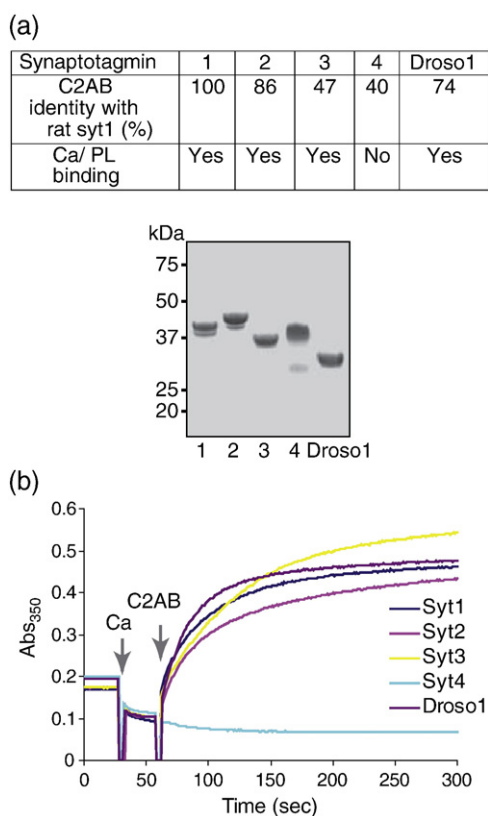 (a)
Synaptotagmin 1 2 3 4 Droso1
C2AB identity with rat syt1 (%) 100 86 47 40 74
Ca/ PL binding Yes Yes Yes No Yes
kDa
75
50
37
25
20
1 2 3 4 Droso1
(b)
0.6
0.5
0.4
0.3
0.2
0.1
0
Abs350
Ca
C2AB
Syt1
Syt2
Syt3
Syt4
Droso1
0 50 100 150 200 250 300
Time (sec)